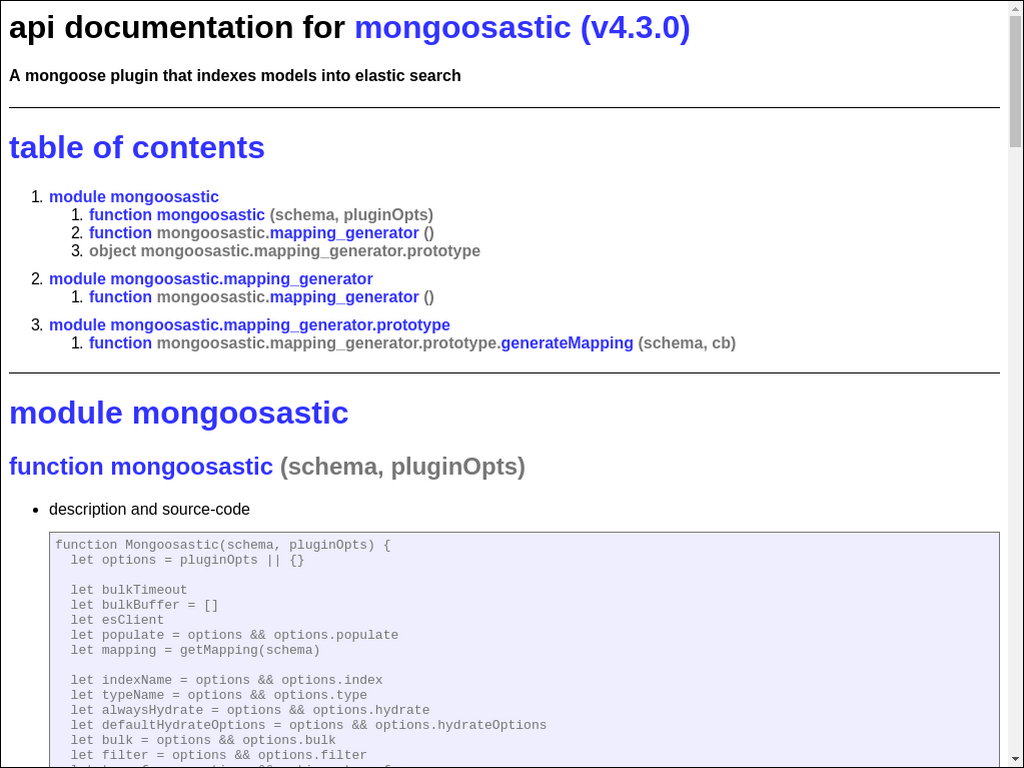 api documentation for mongoosastic (v4.3.0)
A mongoose plugin that indexes models into elastic search
table of contents
1. module mongoosastic
1. function mongoosastic (schema, pluginOpts)
2. function mongoosastic.mapping_generator ()
3. object mongoosastic.mapping_generator.prototype
2. module mongoosastic.mapping_generator
1. function mongoosastic.mapping_generator ()
3. module mongoosastic.mapping_generator.prototype
1. function mongoosastic.mapping_generator.prototype.generateMapping (schema, cb)
module mongoosastic
function mongoosastic (schema, pluginOpts)
• description and source-code
function Mongoosastic(schema, pluginOpts) {
  let options = pluginOpts || {}
  let bulkTimeout
  let bulkBuffer = []
  let esClient
  let populate = options && options.populate
  let mapping = getMapping(schema)
  let indexName = options && options.index
  let typeName = options && options.type
  let alwaysHydrate = options && options.hydrate
  let defaultHydrateOptions = options && options.hydrateOptions
  let bulk = options && options.bulk
  let filter = options && options.filter